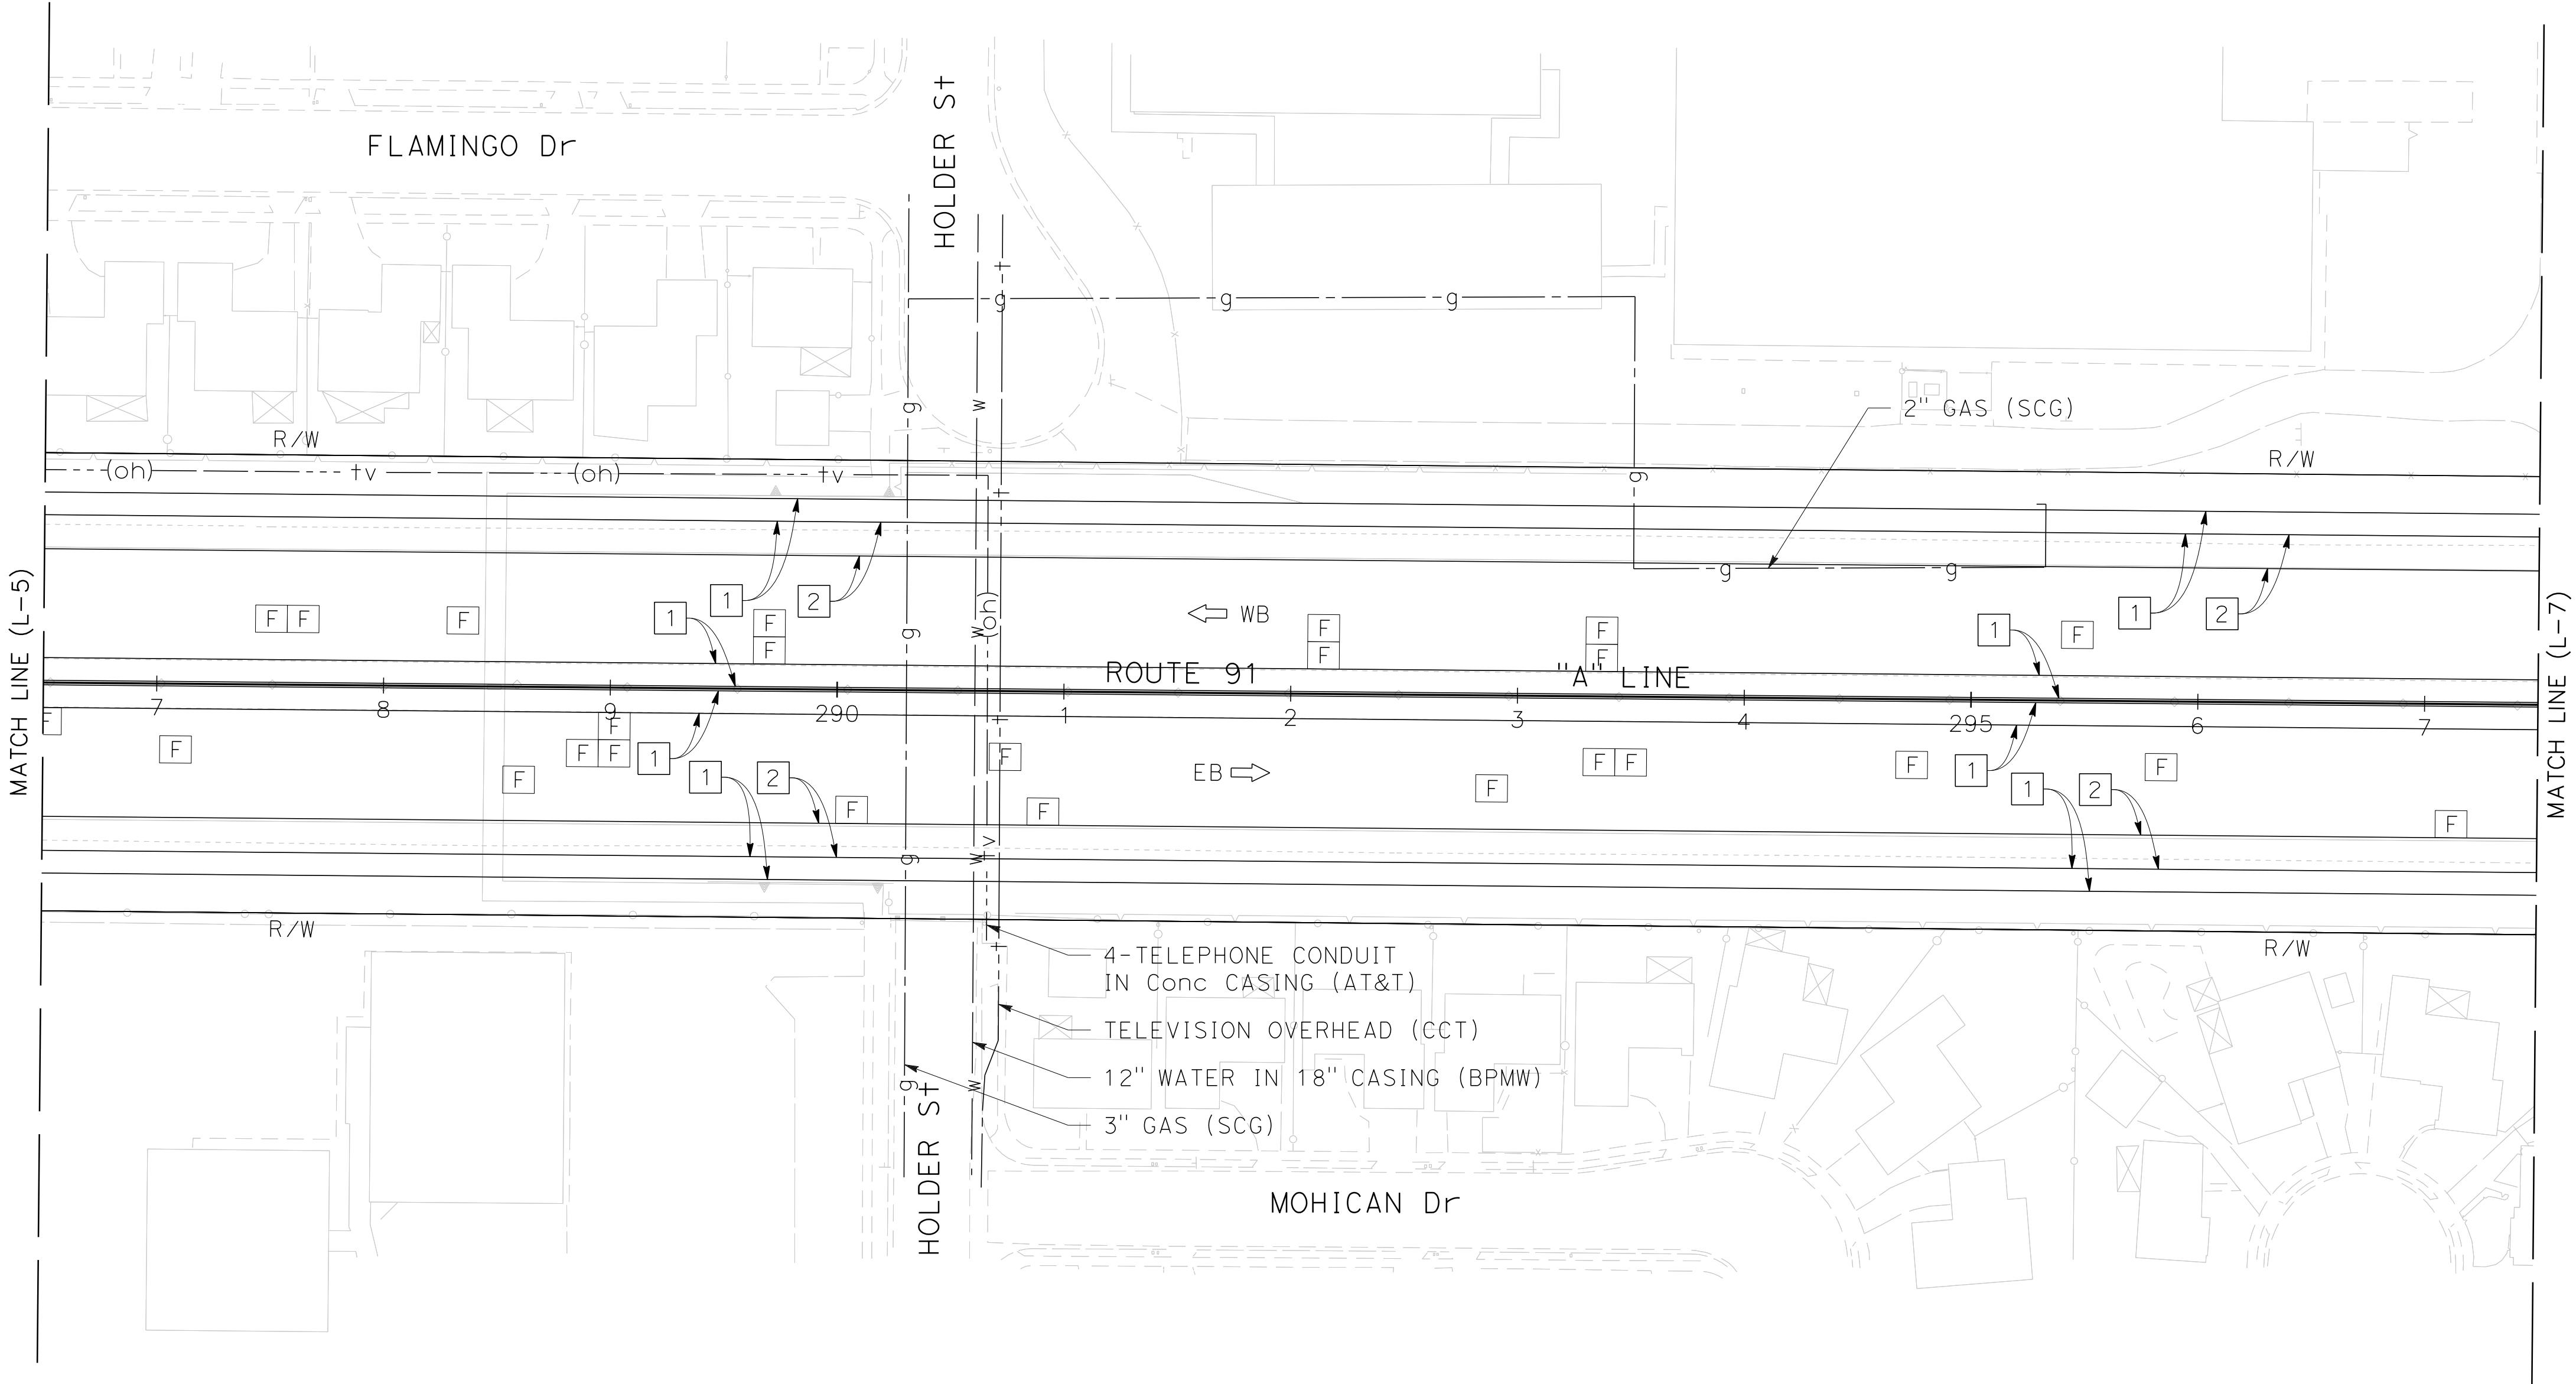 FLAMINGO Dr
HOLDER St
g g g
t
g w
2" GAS (SCG)
R/W
R/W
(oh) tv (oh) tv
t
g
g g
MATCH LINE (L-5)
MATCH LINE (L-7)
1 1 2
1 1 2
F F F F F
F F
F F
F
g w (oh)
WB
ROUTE 91 "A" LINE
7 8 9 290 1 2 3 4 295 6 7
t
F F F
F F F F
1 1 2
F F F F F
EB
F F F F F
1 1 2
g w tv
R/W
R/W
t
4-TELEPHONE CONDUIT
IN Conc CASING (AT&T)
TELEVISION OVERHEAD (CCT)
12" WATER IN 18" CASING (BPMW)
3" GAS (SCG)
g w
HOLDER St
MOHICAN Dr